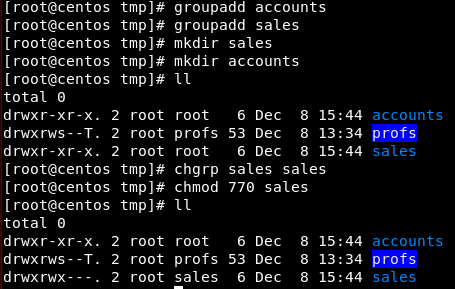 [root@centos tmp]# groupadd accounts
[root@centos tmp]# groupadd sales
[root@centos tmp]# mkdir sales
[root@centos tmp]# mkdir accounts
[root@centos tmp]# ll
total 0
drwxr-xr-x. 2 root root   6 Dec  8 15:44 accounts
drwxrws--T. 2 root profs 53 Dec  8 13:34 profs
drwxr-xr-x. 2 root root   6 Dec  8 15:44 sales
[root@centos tmp]# chgrp sales sales
[root@centos tmp]# chmod 770 sales
[root@centos tmp]# ll
total 0
drwxr-xr-x. 2 root root   6 Dec  8 15:44 accounts
drwxrws--T. 2 root profs 53 Dec  8 13:34 profs
drwxrwx---. 2 root sales  6 Dec  8 15:44 sales